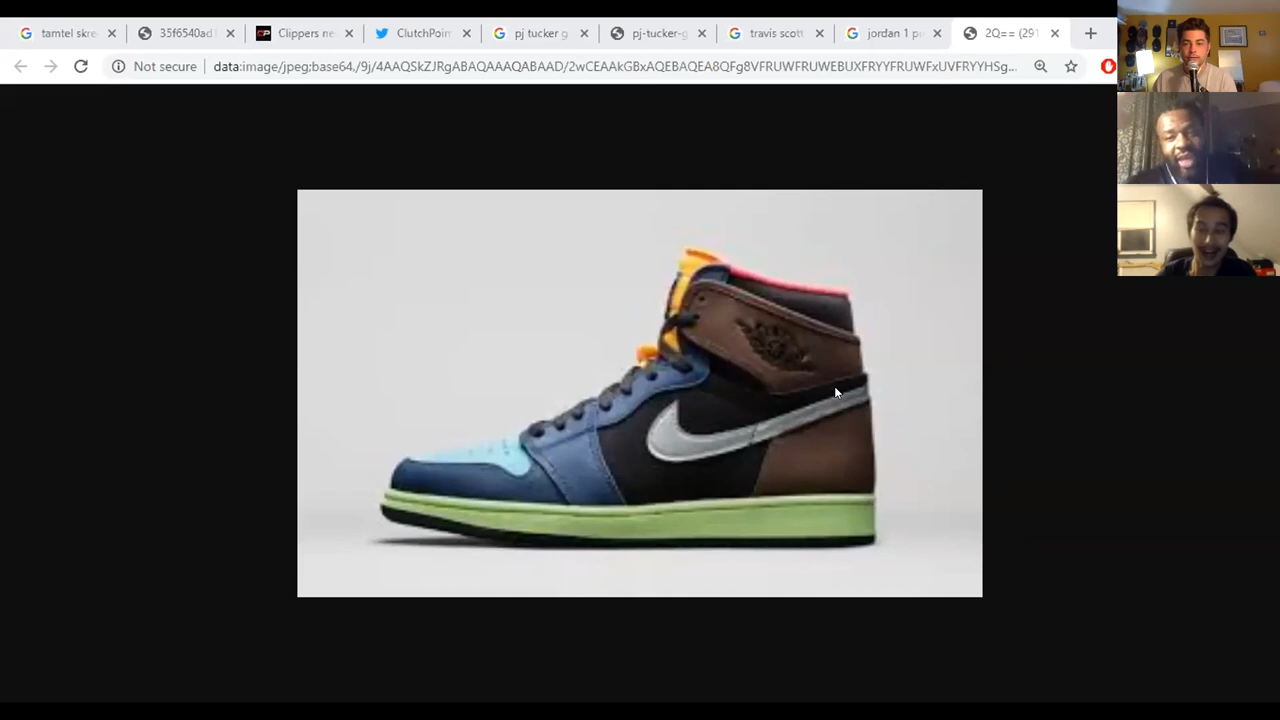 tamtel skre
35f6540ad
Clippers ne
ClutchPoin
pj tucker g
pj-tucker-g
travis scott
jordan 1 p
2Q== (291
Not secure
data:image/jpeg;base64,/9j/4AAQSkZJRgABAQAAAQABAAD/2wCEAAkGBxAQEBAQEA8QFg8VFRUWFRUWEBUXFRYYFRUWFxUVFRYYHSg...